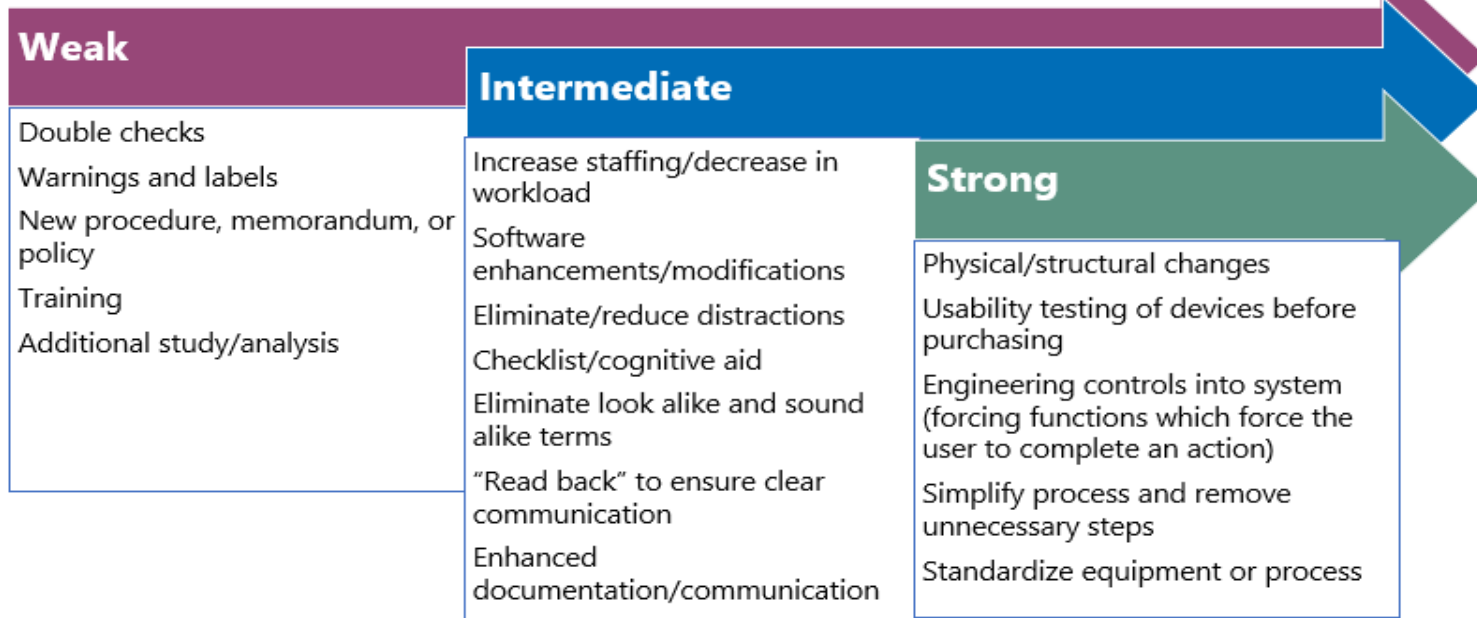 Weak
Double checks
Warnings and labels
New procedure, memorandum, or
policy
Training
Additional study/analysis
Intermediate
Increase staffing/decrease in
workload
Software
enhancements/modifications
Eliminate/reduce distractions
Checklist/cognitive aid
Eliminate look alike and sound
alike terms
“Read back” to ensure clear
communication
Enhanced
documentation/communication
Strong
Physical/structural changes
Usability testing of devices before
purchasing
Engineering controls into system
(forcing functions which force the
user to complete an action)
Simplify process and remove
unnecessary steps
Standardize equipment or process